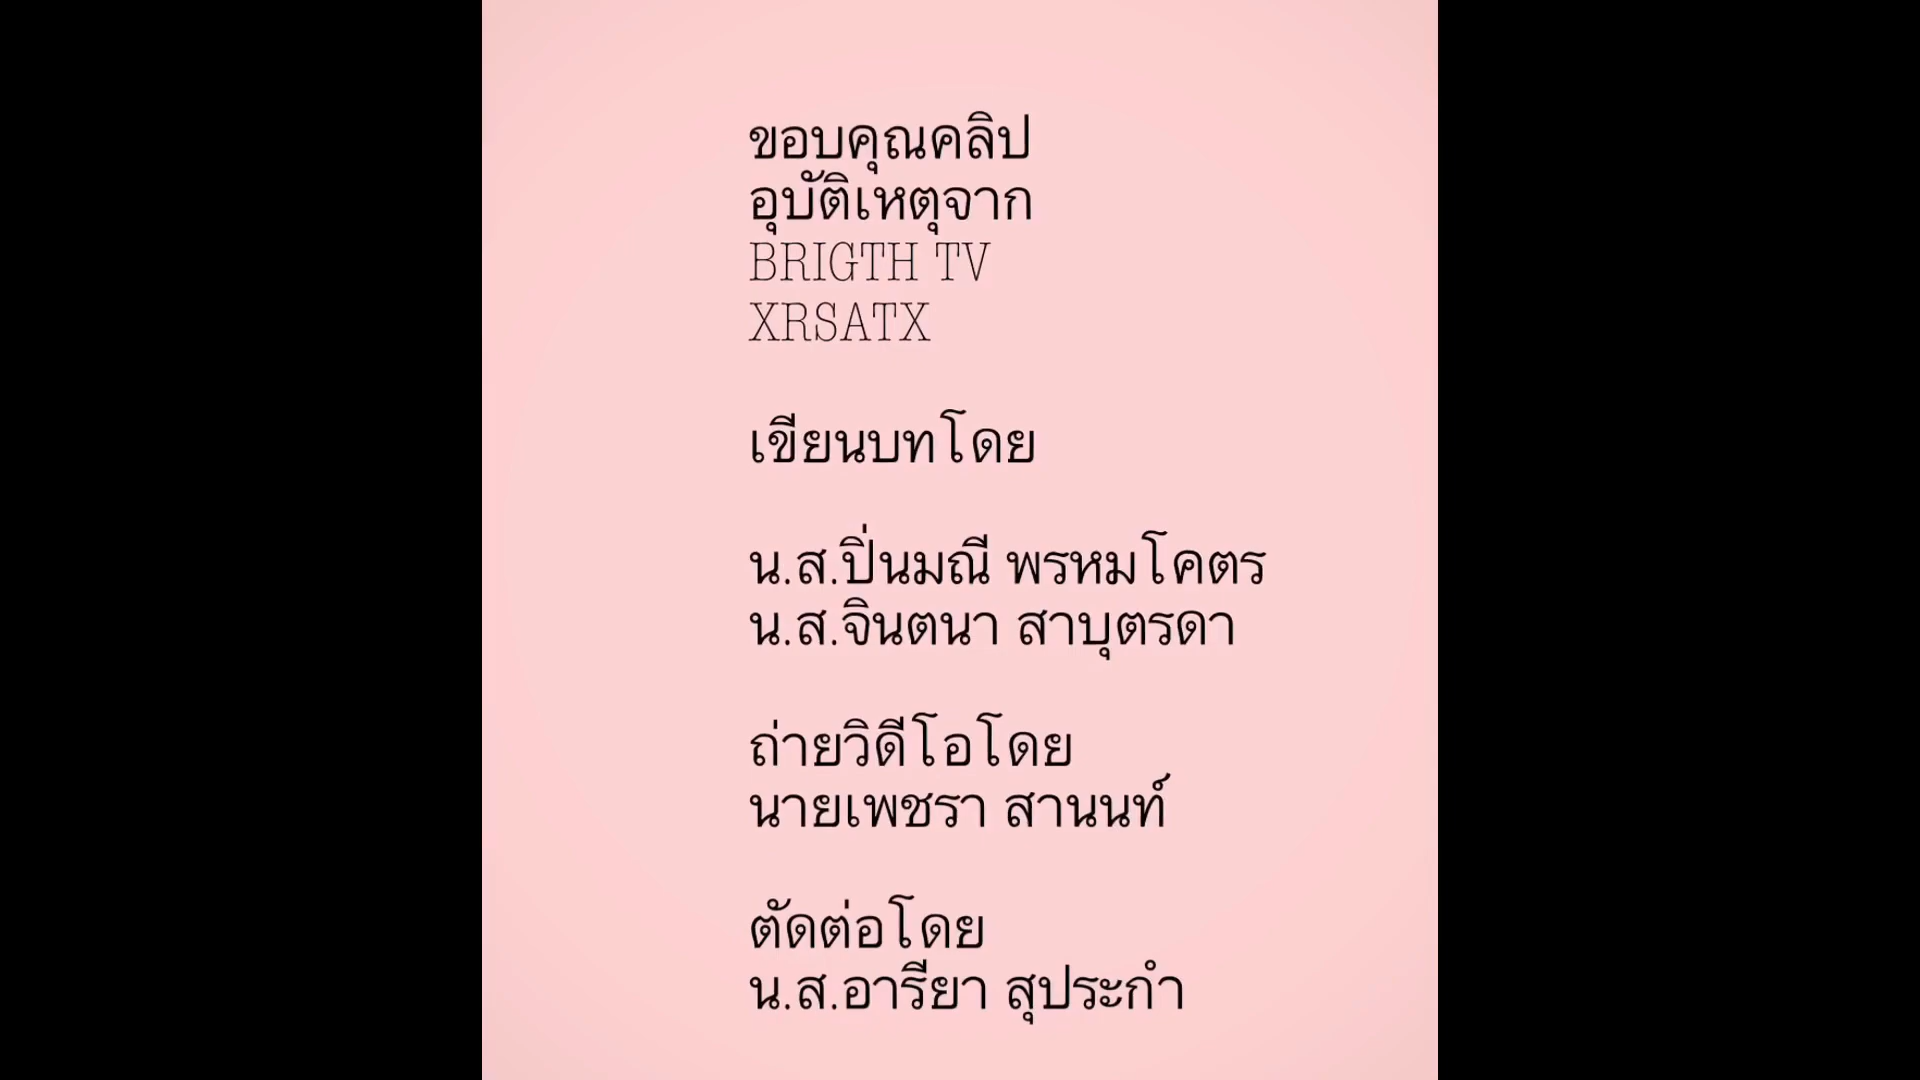 ขอบคุณคลิป
อุบัติเหตุจาก
BRIGTH TV
XRSATX
เขียนบทโดย
น.ส.ปิ่นมณี พรหมโคตร
น.ส.จินตนา สาบุตรดา
ถ่ายวิดีโอโดย
นายเพชรา สานนท์
ตัดต่อโดย
น.ส.อารียา สุประกำ